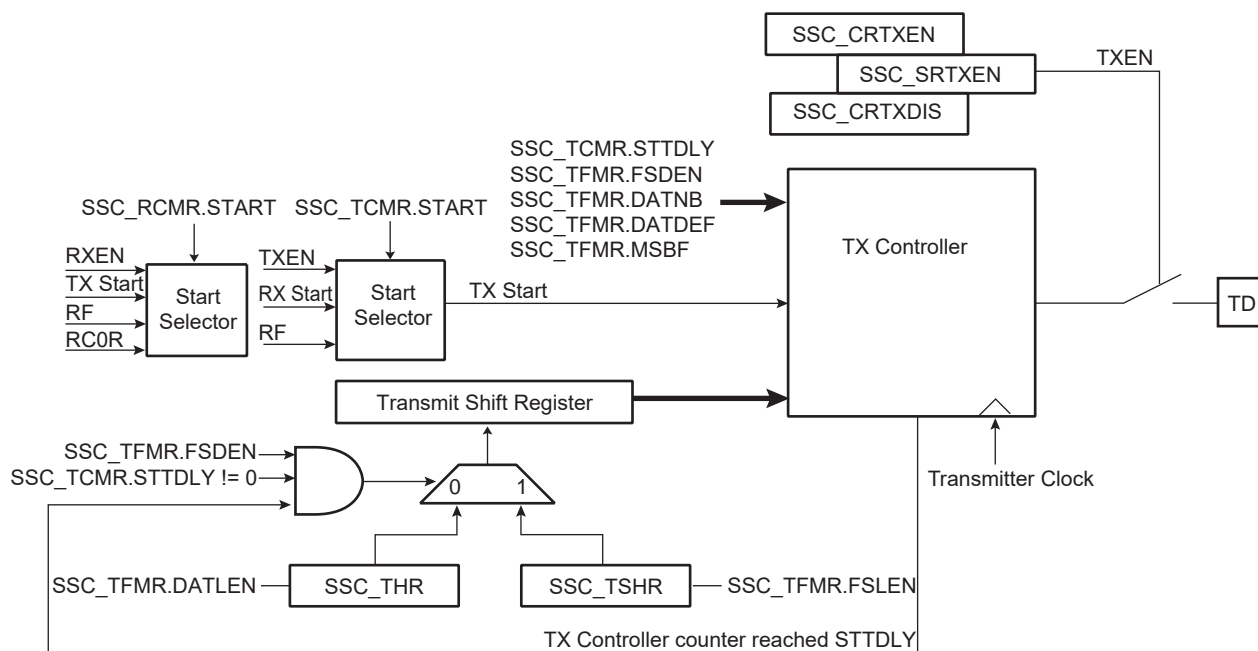 SSC_CRTXEN
SSC_SRTXEN
TXEN
SSC_CRTXDIS
SSC_TCMR.STTDLY
SSC_TFMR.FSDEN
SSC_TFMR.DATNB
SSC_TFMR.DATDEF
SSC_TFMR.MSBF
SSC_RCMR.START
SSC_TCMR.START
RXEN
TX Start
RF
RC0R
Start
Selector
TXEN
RX Start
RF
Start
Selector
TX Start
TX Controller
TD
Transmit Shift Register
SSC_TFMR.FSDEN
SSC_TCMR.STTDLY != 0
0 1
Transmitter Clock
SSC_TFMR.DATLEN
SSC_THR
SSC_TSHR
SSC_TFMR.FSLEN
TX Controller counter reached STTDLY